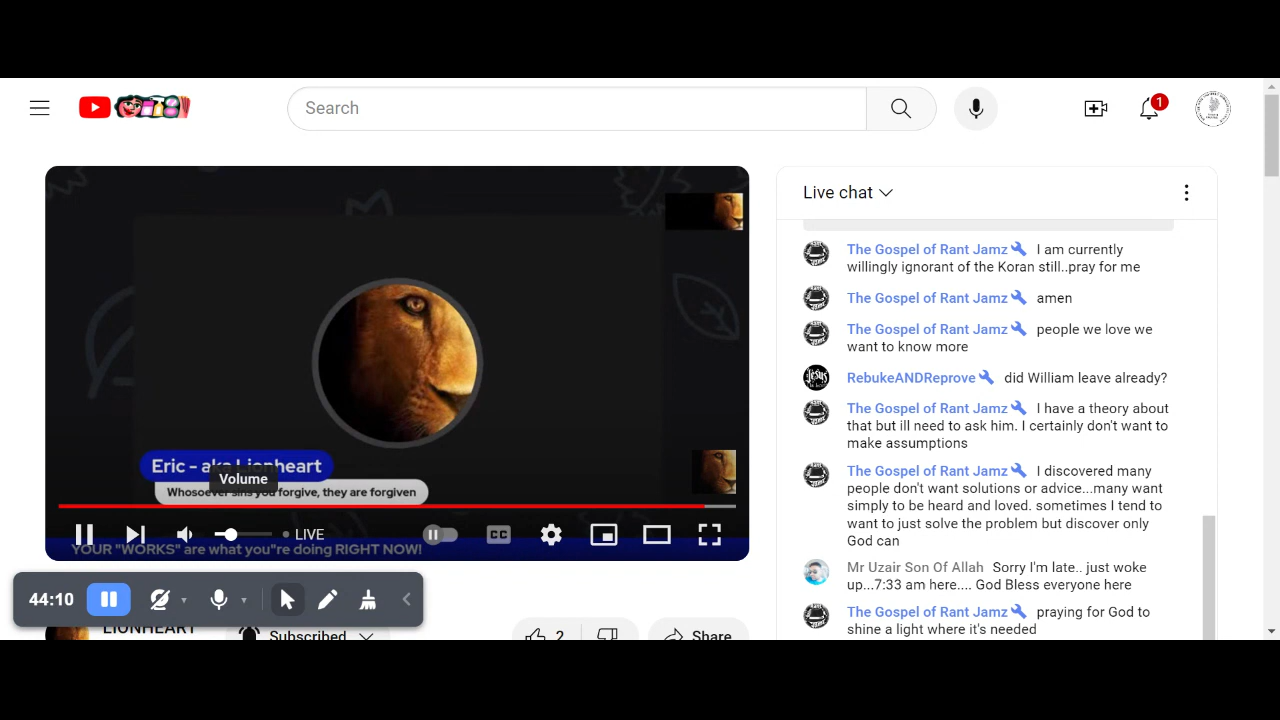 Search
1
Live chat
The Gospel of Rant Jamz I am currently
willingly ignorant of the Koran still..pray for me
The Gospel of Rant Jamz amen
The Gospel of Rant Jamz people we love we
want to know more
RebukeANDReprove did William leave already?
The Gospel of Rant Jamz I have a theory about
that but ill need to ask him. I certainly don't want to
make assumptions
The Gospel of Rant Jamz I discovered many
people don't want solutions or advice...many want
simply to be heard and loved. sometimes I tend to
want to just solve the problem but discover only
God can
Mr Uzair Son Of Allah Sorry I'm late.. just woke
up...7:33 am here.... God Bless everyone here
The Gospel of Rant Jamz praying for God to
shine a light where it's needed
Eric - aka Lionheart
Volume
Whosoever sins you forgive, they are forgiven
LIVE
CC
YOUR "WORKS" are what you"re doing RIGHT NOW!
44:10
LIONHEART
Subscribed
2
Share